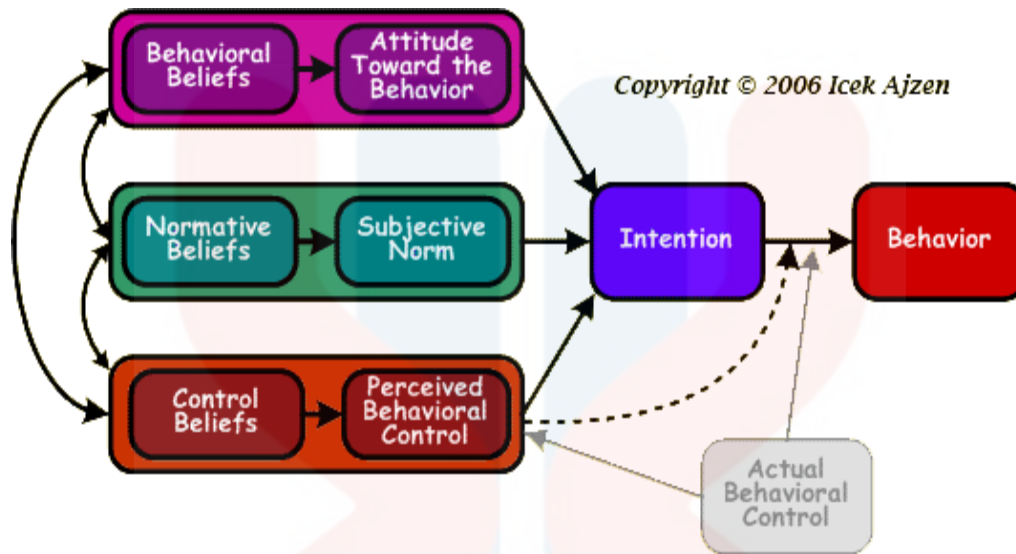 Behavioral
Beliefs
Attitude
Toward the
Behavior
Copyright © 2006 Icek Ajzen
Normative
Beliefs
Subjective
Norm
Intention
Behavior
Control
Beliefs
Perceived
Behavioral
Control
Actual
Behavioral
Control